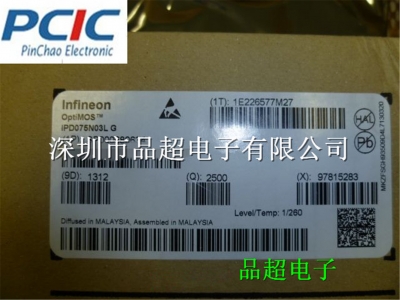 PCIC
PinChao Electronic
Infineon
OptiMOS™
IPD075N03L G
(1T): 1E226577M27
HAL
Pb
深圳市品超电子有限公司
(9D): 1312
(Q): 2500
(X): 97815283
Level/Temp: 1/260
Diffused in MALAYSIA, Assembled in MALAYSIA
品超电子